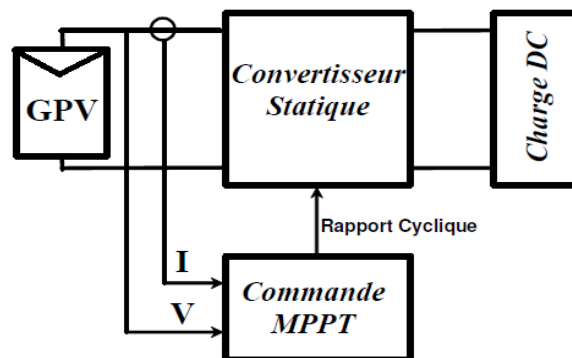 GPV
Convertisseur
Statique
Charge DC
Rapport Cyclique
I
V
Commande
MPPT